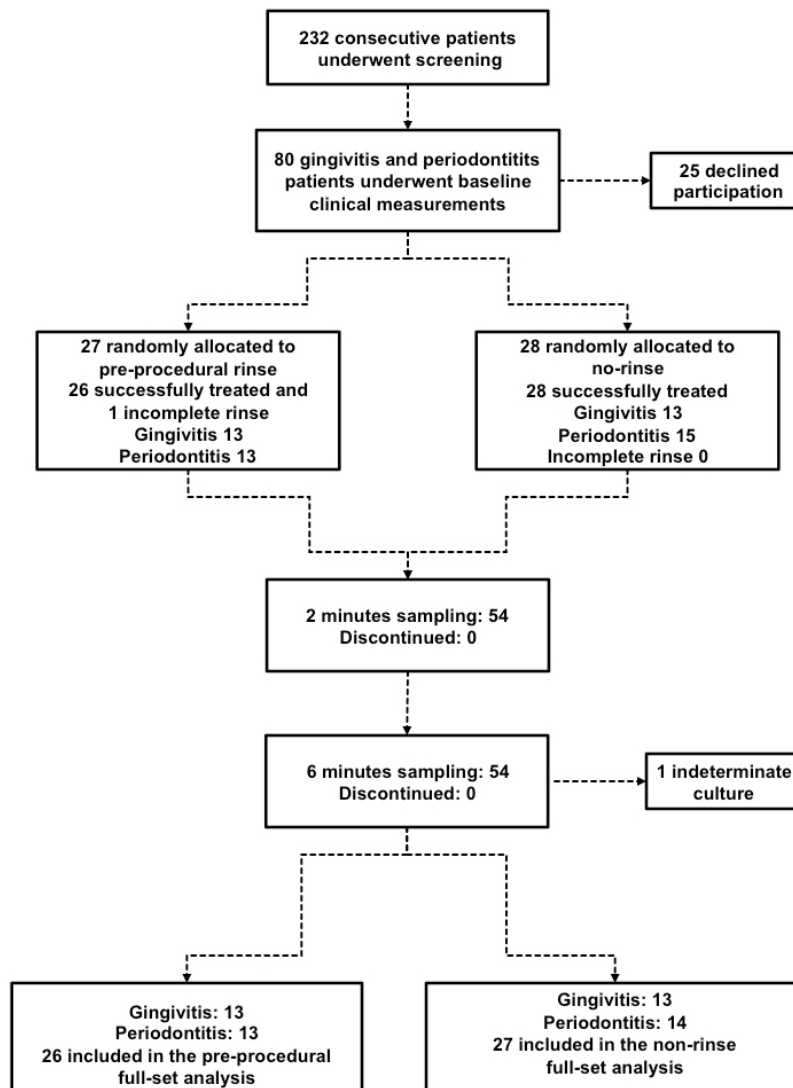 232 consecutive patients
underwent screening
80 gingivitis and periodontitits
patients underwent baseline
clinical measurements
25 declined
participation
27 randomly allocated to
pre-procedural rinse
26 successfully treated and
1 incomplete rinse
Gingivitis 13
Periodontitis 13
28 randomly allocated to
no-rinse
28 successfully treated
Gingivitis 13
Periodontitis 15
Incomplete rinse 0
2 minutes sampling: 54
Discontinued: 0
6 minutes sampling: 54
Discontinued: 0
1 indeterminate
culture
Gingivitis: 13
Periodontitis: 13
26 included in the pre-procedural
full-set analysis
Gingivitis: 13
Periodontitis: 14
27 included in the non-rinse
full-set analysis